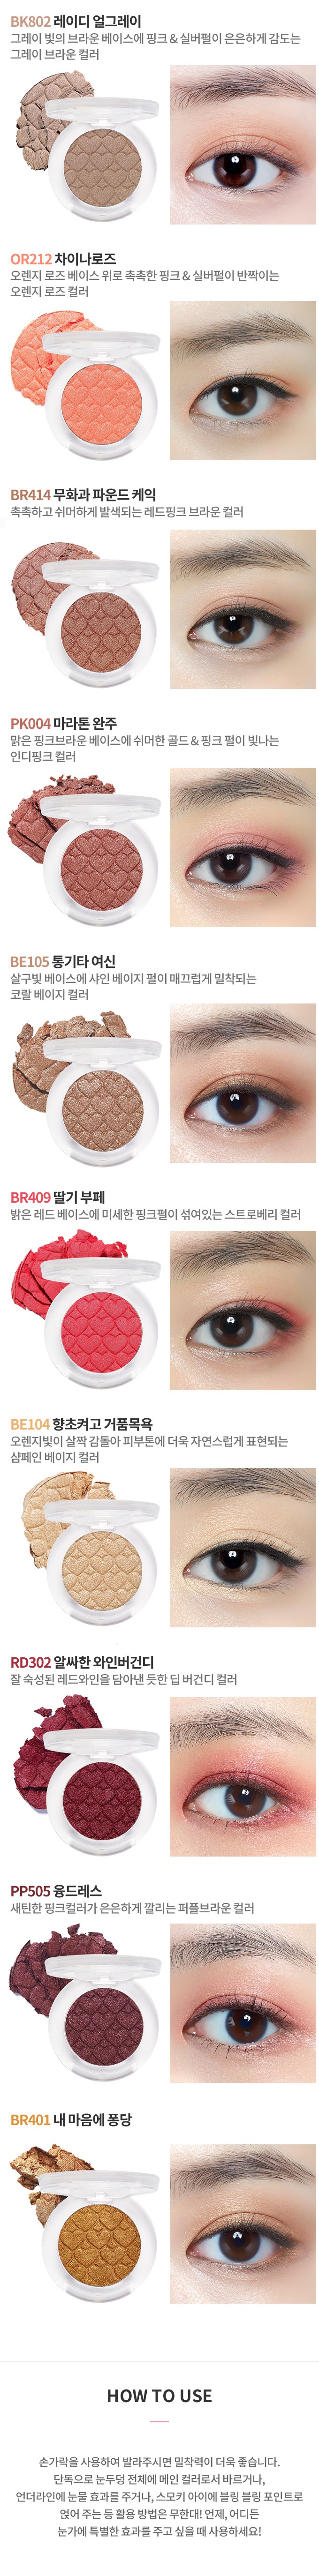 BK802 레이디 얼그레이
그레이 빛의 브라운 베이스에 핑크 & 실버펄이 은은하게 감도는
그레이 브라운 컬러
OR212 차이나로즈
오렌지 로즈 베이스 위로 촉촉한 핑크 & 실버펄이 반짝이는
오렌지 로즈 컬러
BR414 무화과 파운드 케익
촉촉하고 쉬머하게 발색되는 레드핑크 브라운 컬러
PK004 마라톤 완주
맑은 핑크브라운 베이스에 쉬머한 골드 & 핑크 펄이 빛나는
인디핑크 컬러
BE105 통기타 여신
살구빛 베이스에 샤인 베이지 펄이 매끄럽게 밀착되는
코랄 베이지 컬러
BR409 딸기 부페
밝은 레드 베이스에 미세한 핑크펄이 섞여있는 스트로베리 컬러
BE104 향초켜고 거품목욕
오렌지빛이 살짝 감돌아 피부톤에 더욱 자연스럽게 표현되는
샴페인 베이지 컬러
RD302 알싸한 와인버건디
잘 숙성된 레드와인을 담아낸 듯한 딥 버건디 컬러
PP505 융드레스
새틴한 핑크컬러가 은은하게 깔리는 퍼플브라운 컬러
BR401 내 마음에 퐁당
HOW TO USE
손가락을 사용하여 발라주시면 밀착력이 더욱 좋습니다.
단독으로 눈두덩 전체에 메인 컬러로서 바르거나,
언더라인에 눈물 효과를 주거나, 스모키 아이에 블링 블링 포인트로
얹어 주는 등 활용 방법은 무한대! 언제, 어디든
눈가에 특별한 효과를 주고 싶을 때 사용하세요!